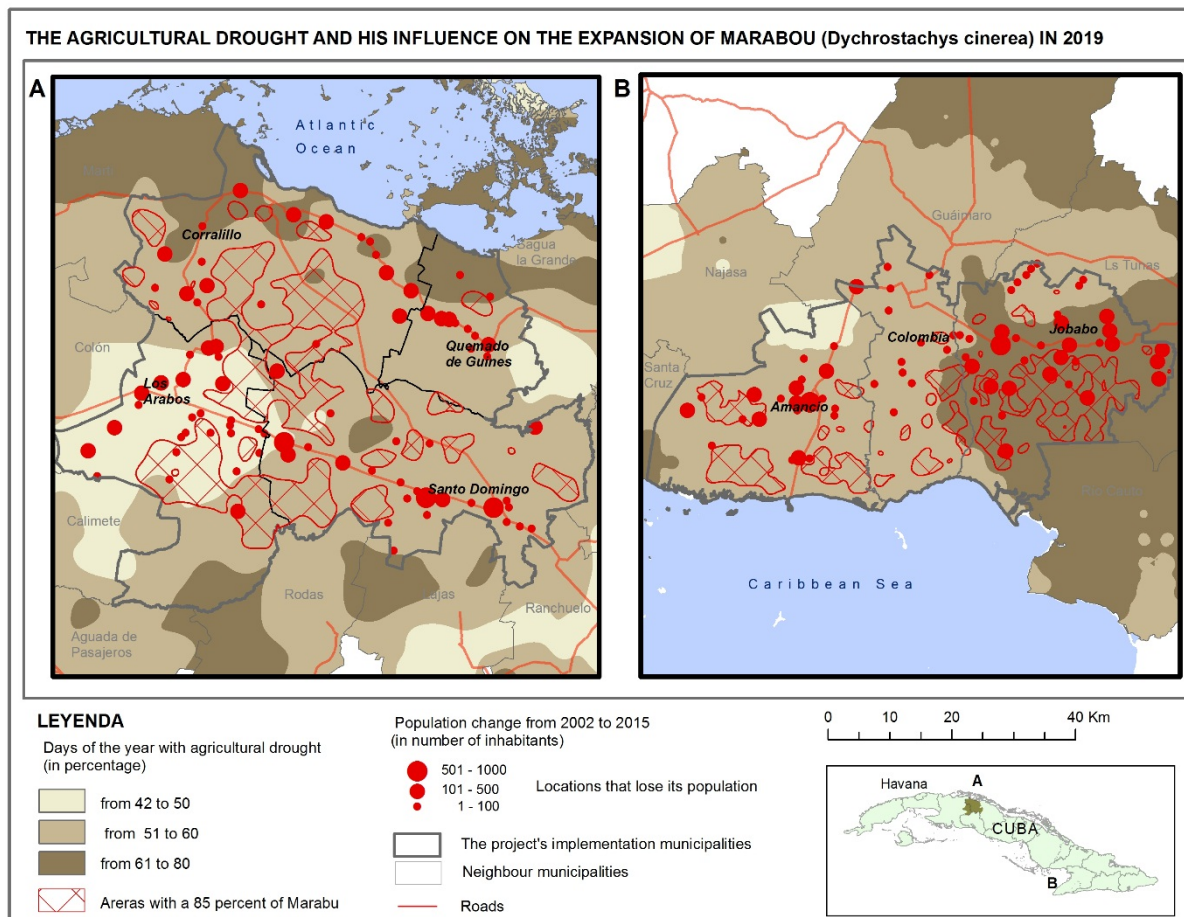 THE AGRICULTURAL DROUGHT AND HIS INFLUENCE ON THE EXPANSION OF MARABOU (Dychrostachys cinerea) IN 2019
A
Atlantic
Ocean
Corralillo
Sagua
la Grande
Colón
Quemado
de Guines
Los
Arabos
Santo Domingo
Calimete
Rodas
Ranchuelo
Aguada de
Pasajeros
B
Guáimaro
Najasa
Ls Tunas
Colombia
Jobabo
Santa
Cruz
Amancio
Río Cauto
Caribbean Sea
LEYENDA
Days of the year with agricultural drought
(in percentage)
from 42 to 50
from 51 to 60
from 61 to 80
Areras with a 85 percent of Marabu
Population change from 2002 to 2015
(in number of inhabitants)
501 - 1000
101 - 500
1 - 100
Locations that lose its population
The project's implementation municipalities
Neighbour municipalities
Roads
0 10 20 40 Km
Havana
A
CUBA
B